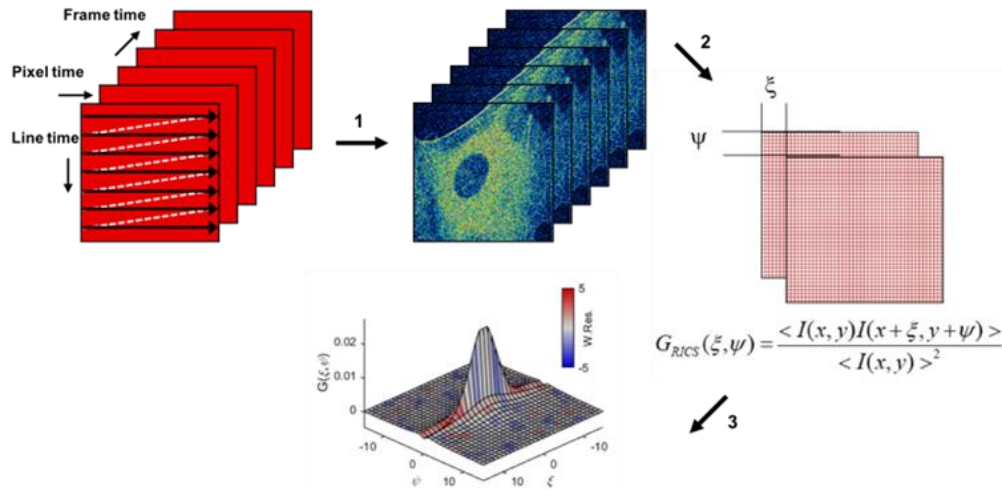 Frame time
Pixel time
Line time
1
2
ξ
ψ
G_RICS(ξ,ψ) = <I(x,y)I(x+ξ,y+ψ)> / <I(x,y)>²
3
5
W.Res.
-5
G(ξ,ψ)
0.02
0.01
0
-10
0
10
ψ
10
0
-10
ξ